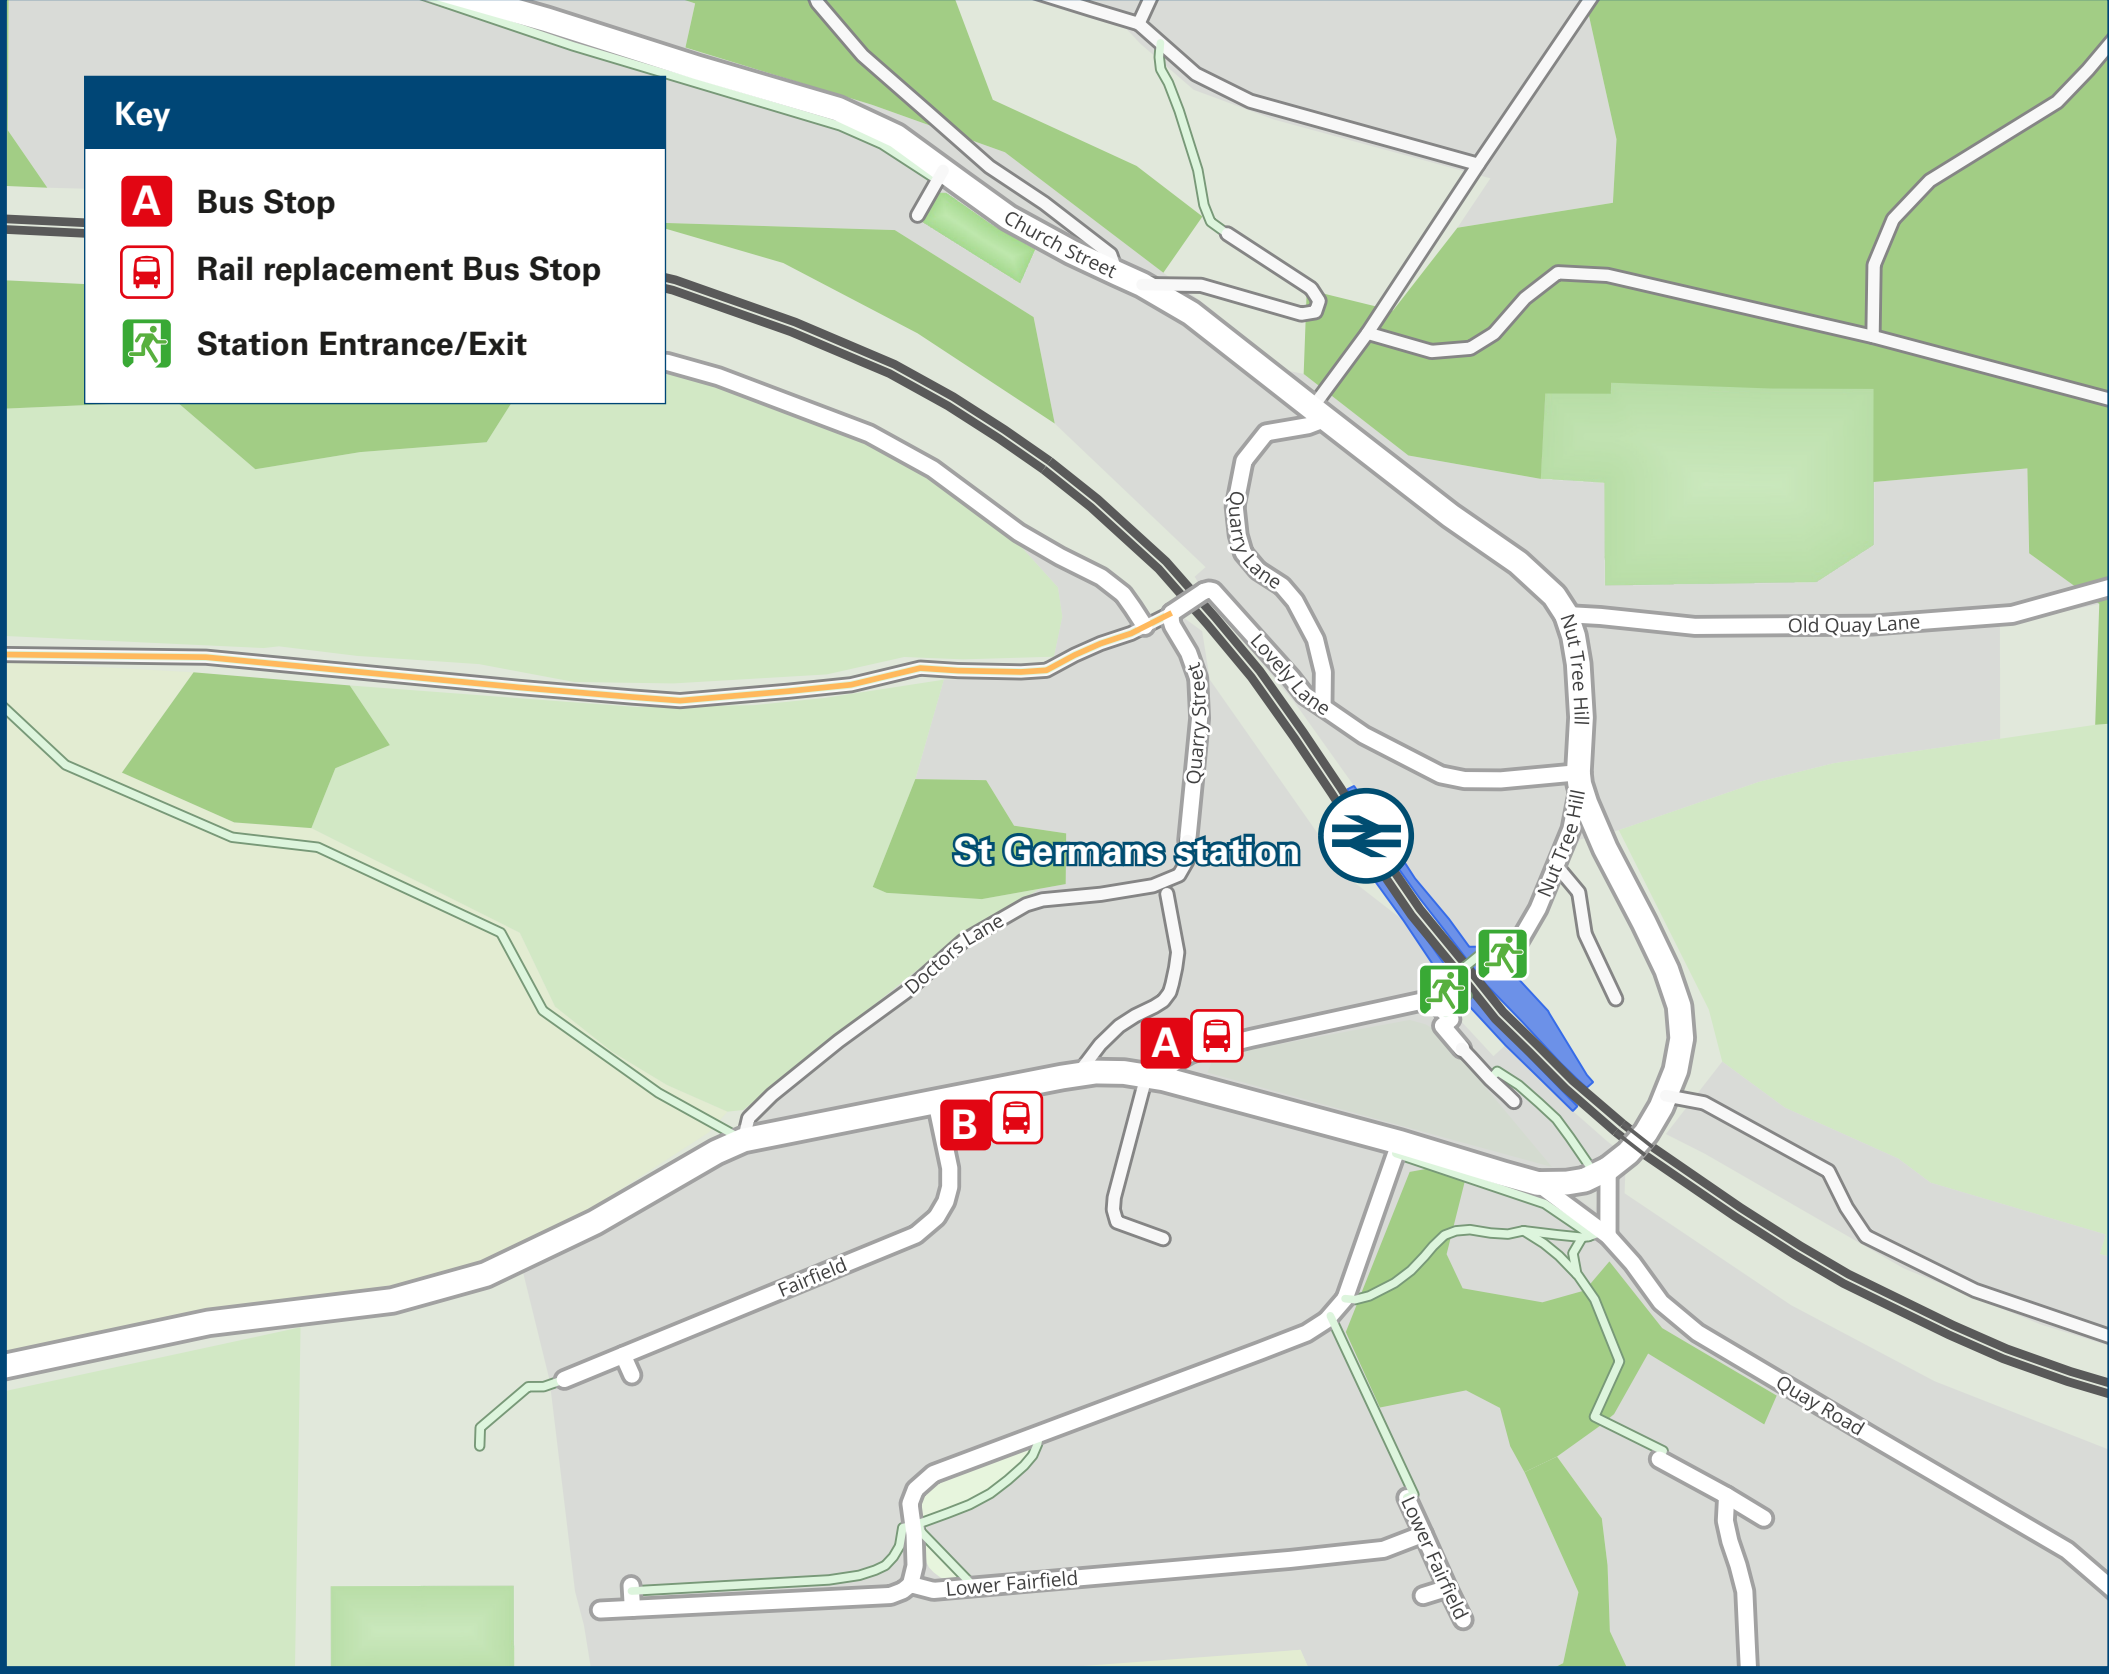 Key
A
Bus Stop
Rail replacement Bus Stop
Station Entrance/Exit
Church Street
Quarry Lane
Nut Tree Hill
Old Quay Lane
Lovely Lane
Quarry Street
Nut Tree Hill
St Germans station
Doctors Lane
A
B
Fairfield
Quay Road
Lower Fairfield
Lower Fairfield